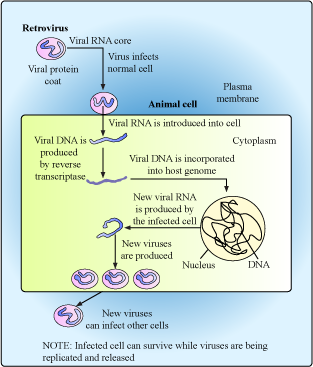 Retrovirus
Viral RNA core
Viral protein
coat
Virus infects
normal cell
Plasma
membrane
Animal cell
Viral RNA is introduced into cell
Cytoplasm
Viral DNA is
produced
by reverse
transcriptase
Viral DNA is incorporated
into host genome
New viral RNA
is produced by
the infected cell
New viruses
are produced
Nucleus
DNA
New viruses
can infect other cells
NOTE: Infected cell can survive while viruses are being
replicated and released